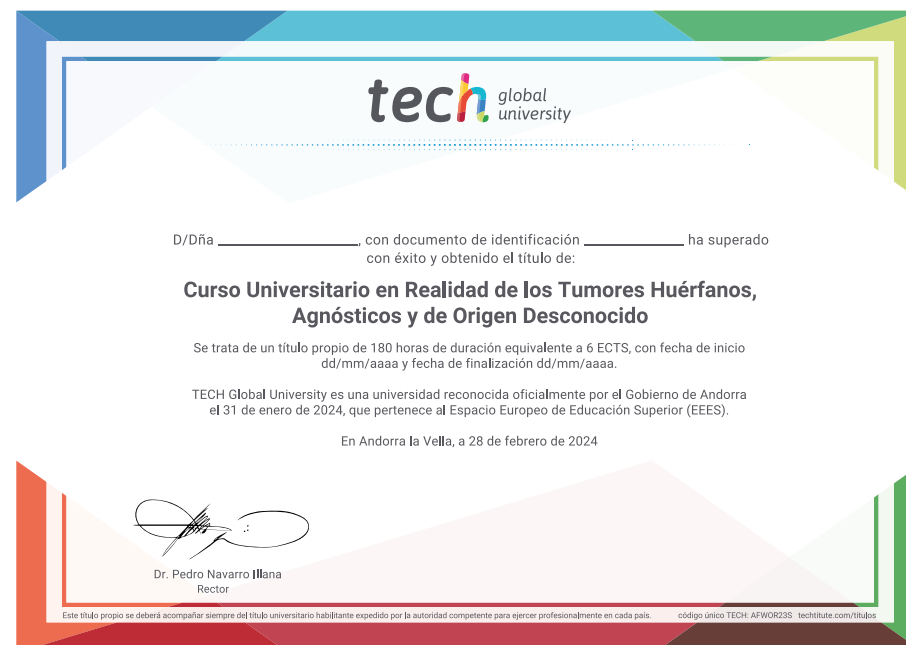 tech global university
D/Dña __________________, con documento de identificación _____________ ha superado
con éxito y obtenido el título de:
Curso Universitario en Realidad de los Tumores Huérfanos,
Agnósticos y de Origen Desconocido
Se trata de un título propio de 180 horas de duración equivalente a 6 ECTS, con fecha de inicio
dd/mm/aaaa y fecha de finalización dd/mm/aaaa.
TECH Global University es una universidad reconocida oficialmente por el Gobierno de Andorra
el 31 de enero de 2024, que pertenece al Espacio Europeo de Educación Superior (EEES).
En Andorra la Vella, a 28 de febrero de 2024
Dr. Pedro Navarro Illana
Rector
Este título propio se deberá acompañar siempre del título universitario habilitante expedido por la autoridad competente para ejercer profesionalmente en cada país. código único TECH: AFWOR23S techtitute.com/titulos